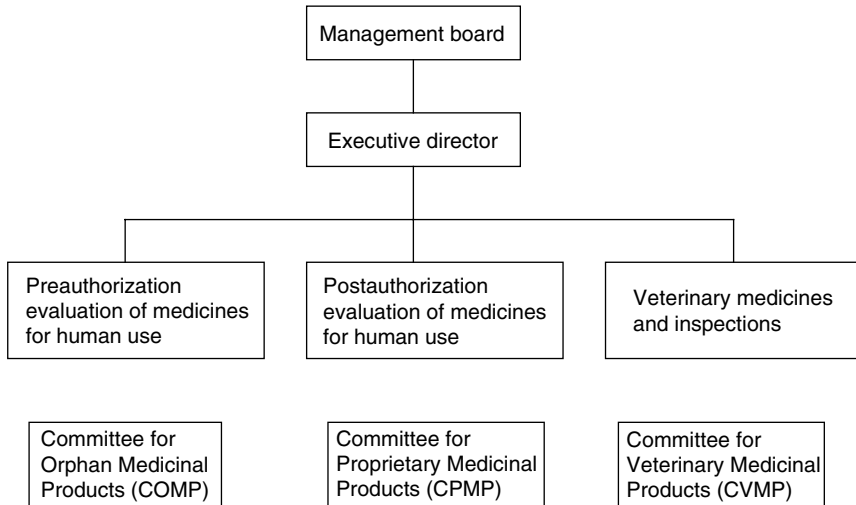 Management board
Executive director
Preauthorization
evaluation of medicines
for human use
Postauthorization
evaluation of medicines
for human use
Veterinary medicines
and inspections
Committee for
Orphan Medicinal
Products (COMP)
Committee for
Proprietary Medicinal
Products (CPMP)
Committee for
Veterinary Medicinal
Products (CVMP)